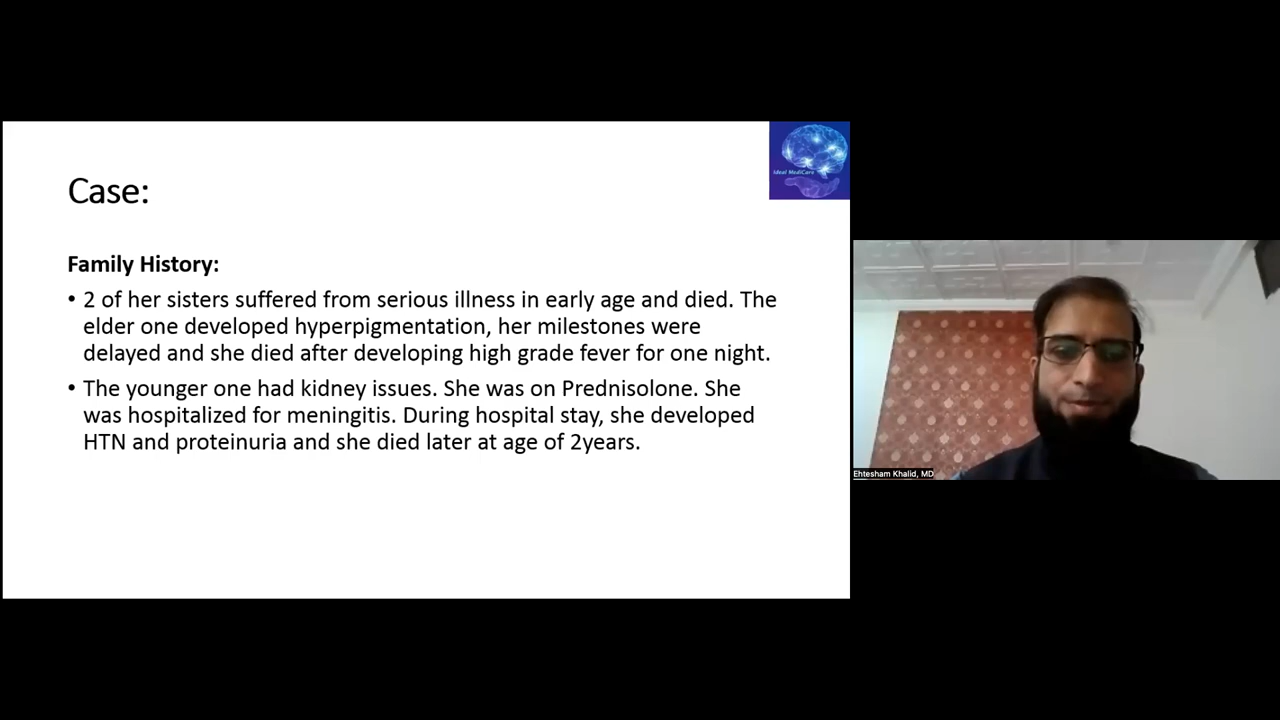 ideal MediCare
Case:
Family History:
• 2 of her sisters suffered from serious illness in early age and died. The
elder one developed hyperpigmentation, her milestones were
delayed and she died after developing high grade fever for one night.
• The younger one had kidney issues. She was on Prednisolone. She
was hospitalized for meningitis. During hospital stay, she developed
HTN and proteinuria and she died later at age of 2years.
Ehtesham Khalid, MD